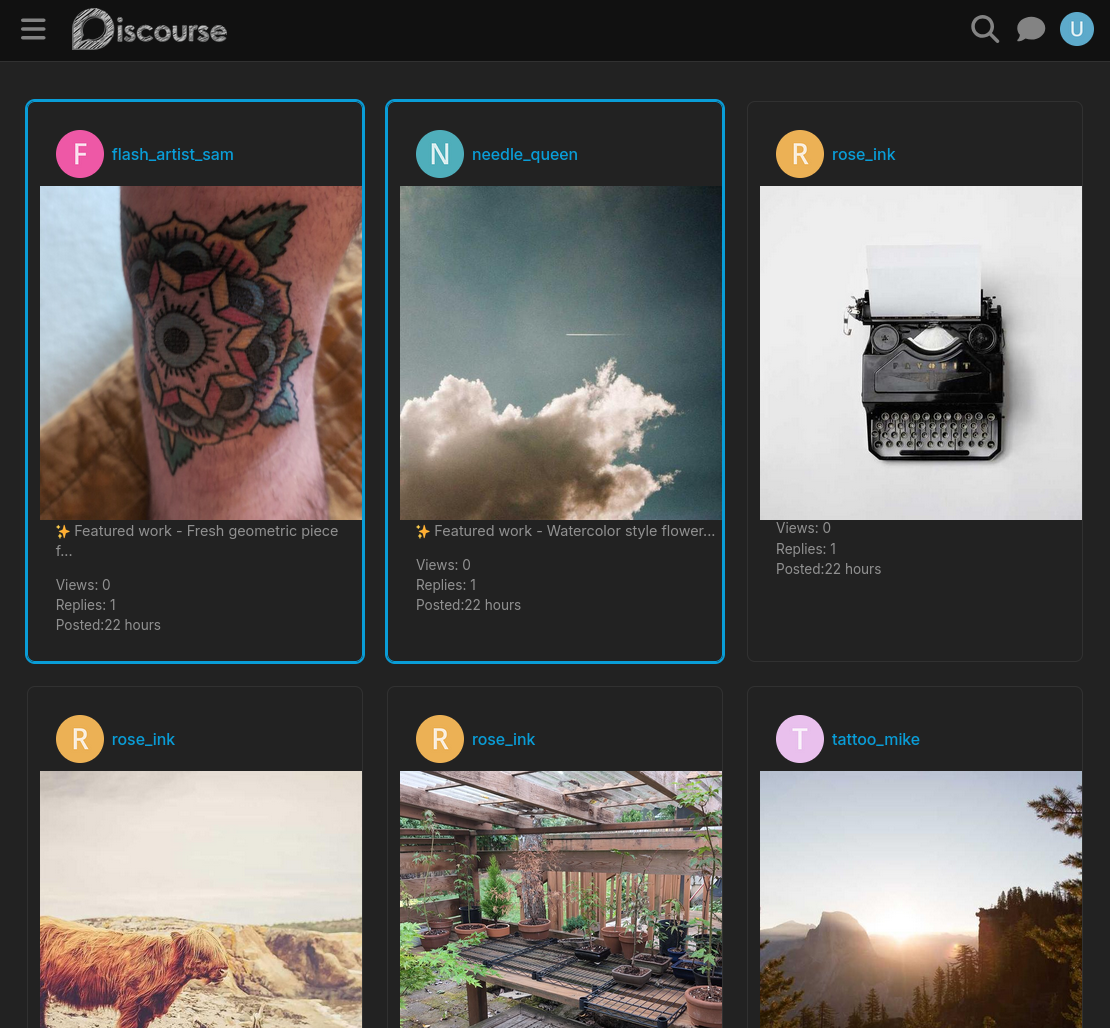 Discourse
U
F
flash_artist_sam
N
needle_queen
R
rose_ink
✨ Featured work - Fresh geometric piece
f...
Views: 0
Replies: 1
Posted:22 hours
✨ Featured work - Watercolor style flower...
Views: 0
Replies: 1
Posted:22 hours
Views: 0
Replies: 1
Posted:22 hours
R
rose_ink
R
rose_ink
T
tattoo_mike